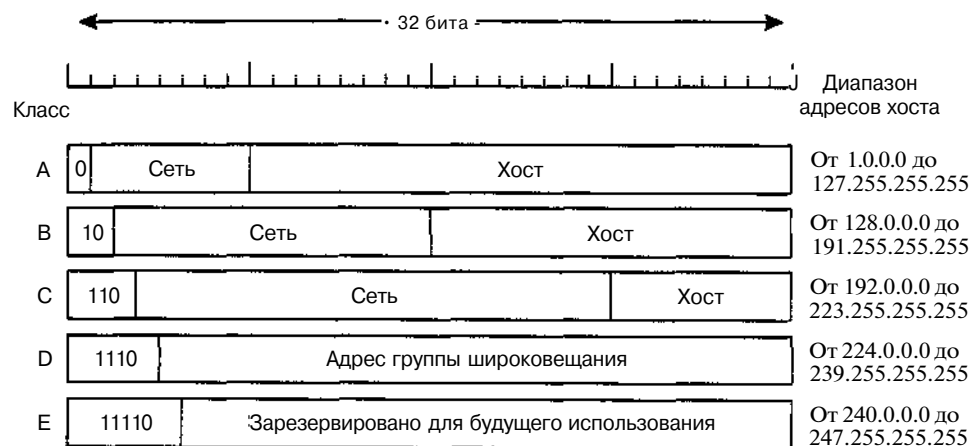 32 бита
Диапазон
адресов хоста
Класс
A 0 Сеть Хост От 1.0.0.0 до
127.255.255.255
B 10 Сеть Хост От 128.0.0.0 до
191.255.255.255
C 110 Сеть Хост От 192.0.0.0 до
223.255.255.255
D 1110 Адрес группы широковещания От 224.0.0.0 до
239.255.255.255
E 11110 Зарезервировано для будущего использования От 240.0.0.0 до
247.255.255.255